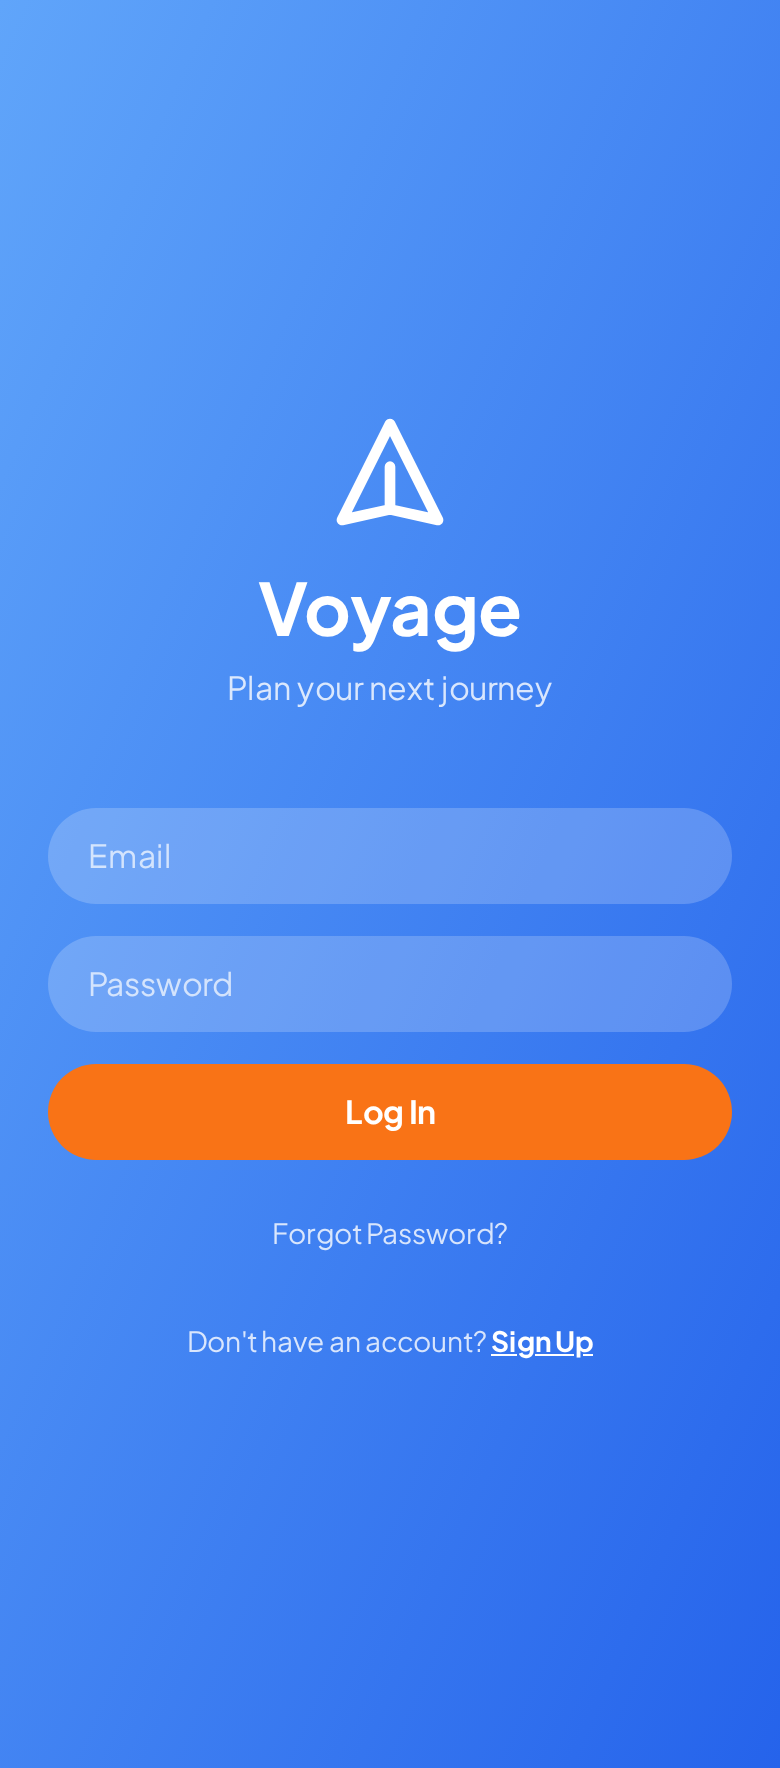 Voyage
Plan your next journey
Email
Password
Log In
Forgot Password?
Don't have an account? Sign Up